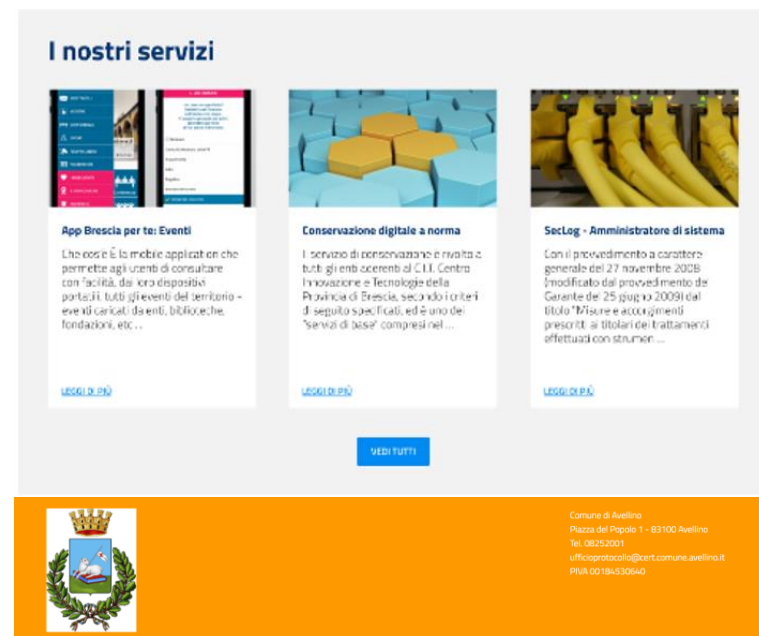 I nostri servizi
App Brescia per te: Eventi
Che cos'è È la mobile application che
permette agli utenti di consultare
con facilità, dai loro dispositivi
portatili, tutti gli eventi del territorio -
eventi caricati da enti, biblioteche,
fondazioni, etc ...
LEGGI DI PIÙ
Conservazione digitale a norma
Il servizio di conservazione è rivolto a
tutti gli enti aderenti al C.I.T. Centro
Innovazione e Tecnologie della
Provincia di Brescia, secondo i criteri
di seguito specificati, ed è uno dei
"servizi di base" compresi nel ...
LEGGI DI PIÙ
SecLog - Amministratore di sistema
Con il provvedimento a carattere
generale del 27 novembre 2008
(modificato dal provvedimento del
Garante del 25 giugno 2009) dal
titolo "Misure e accorgimenti
prescritti ai titolari dei trattamenti
effettuati con strumen ...
LEGGI DI PIÙ
VEDI TUTTI
Comune di Avellino
Piazza del Popolo 1 - 83100 Avellino
Tel. 08252001
ufficioprotocollo@cert.comune.avellino.it
PIVA 00184530640